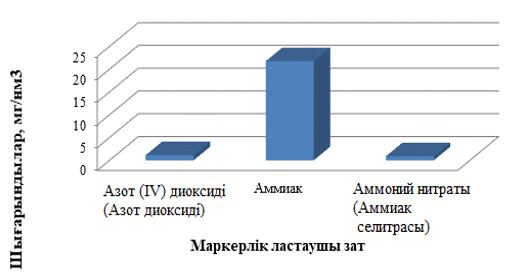 Шығарындылар, мг/нм3
25
20
15
10
5
0
Азот (IV) диоксиді
(Азот диоксиді)
Аммиак
Аммоний нитраты
(Аммиак
селитрасы)
Маркерлік ластаушы зат